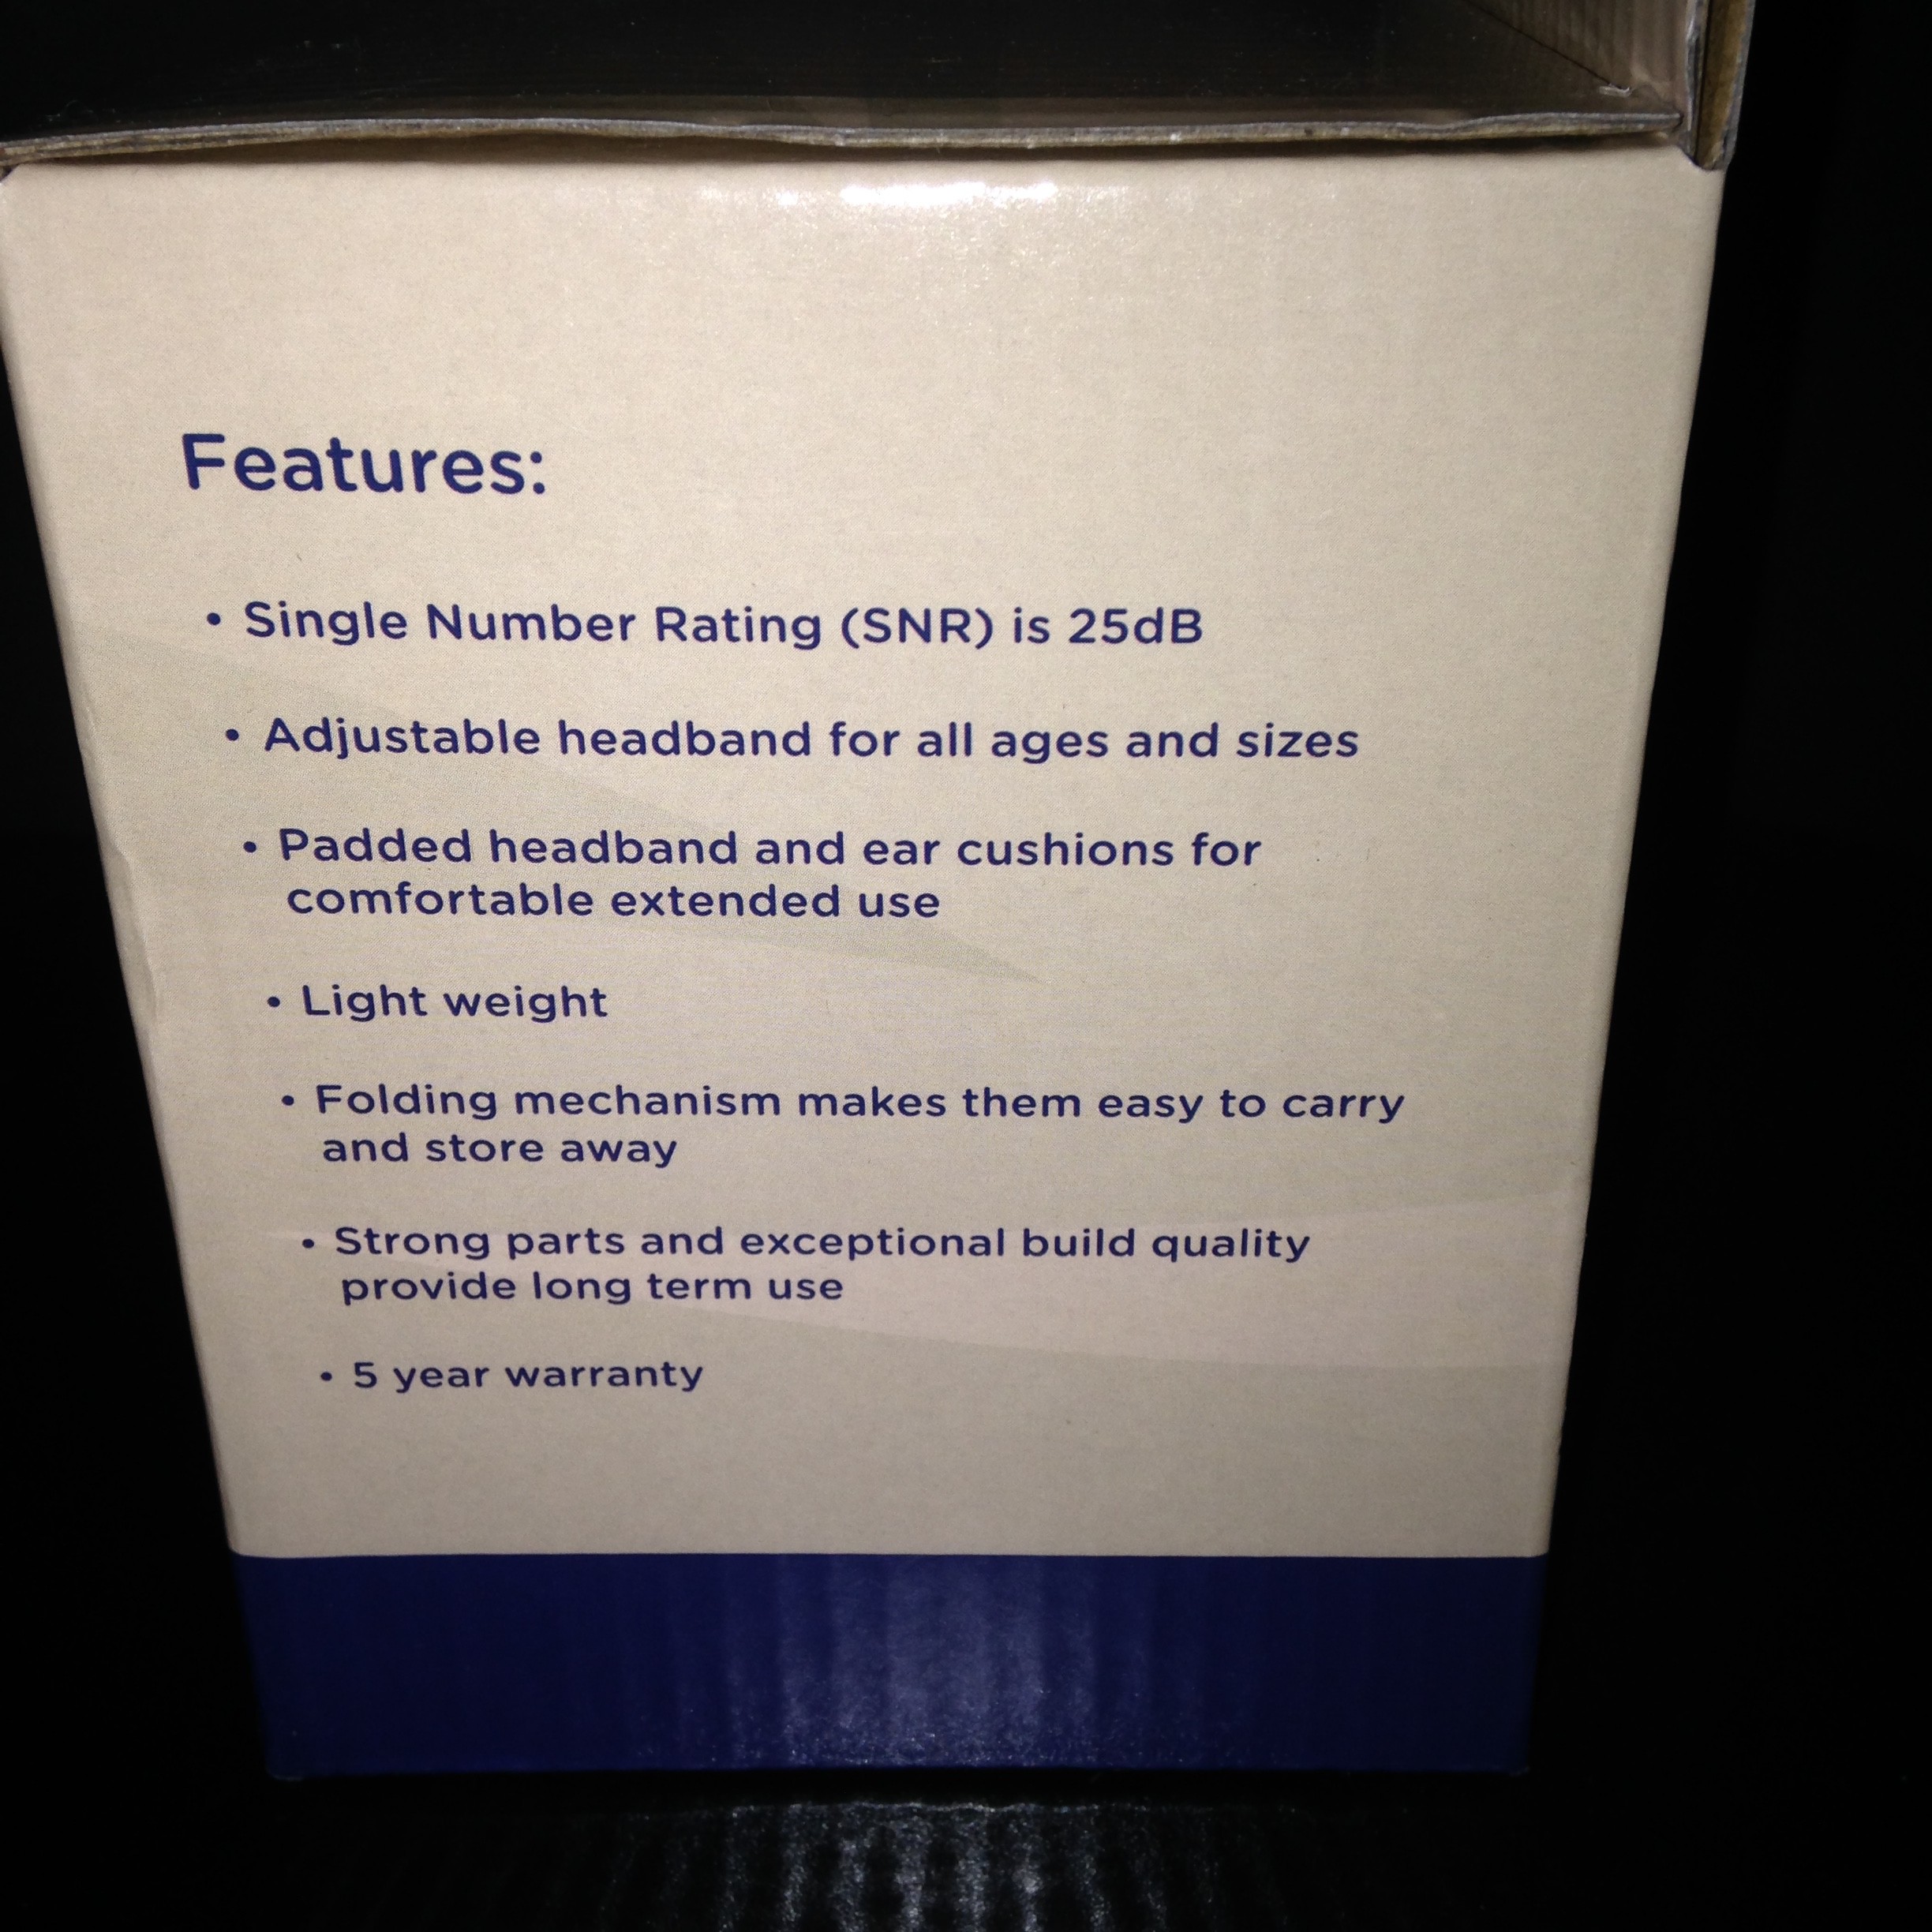 Features:
• Single Number Rating (SNR) is 25dB
• Adjustable headband for all ages and sizes
• Padded headband and ear cushions for
comfortable extended use
• Light weight
• Folding mechanism makes them easy to carry
and store away
• Strong parts and exceptional build quality
provide long term use
• 5 year warranty